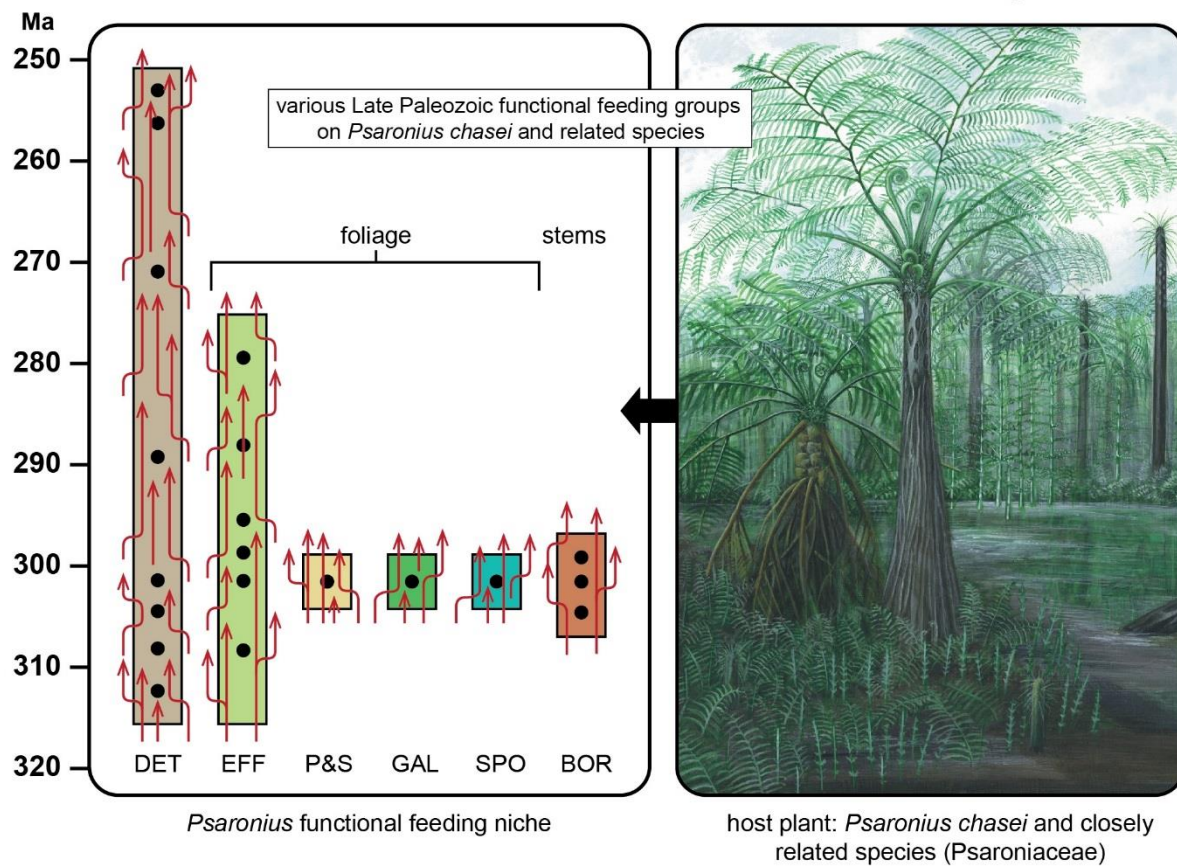 Ma
250
260
270
280
290
300
310
320
various Late Paleozoic functional feeding groups
on Psaronius chasei and related species
foliage
stems
DET
EFF
P&S
GAL
SPO
BOR
Psaronius functional feeding niche
host plant: Psaronius chasei and closely
related species (Psaroniaceae)